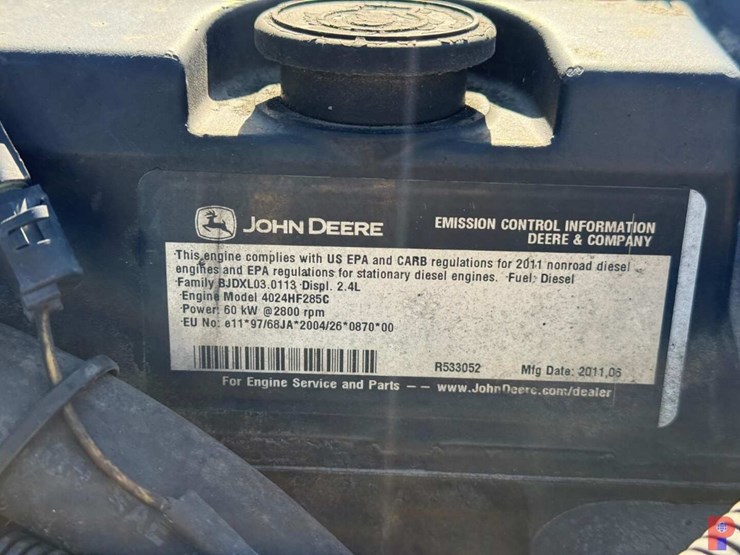 JOHN DEERE
EMISSION CONTROL INFORMATION
DEERE & COMPANY
This engine complies with US EPA and CARB regulations for 2011 nonroad diesel
engines and EPA regulations for stationary diesel engines. Fuel: Diesel
Family BJDXL03.0113 Displ. 2.4L
Engine Model 4024HF285C
Power: 60 kW @2800 rpm
EU No: e11*97/68JA*2004/26*0870*00
R533052 Mfg Date: 2011,06
For Engine Service and Parts — — www.JohnDeere.com/dealer